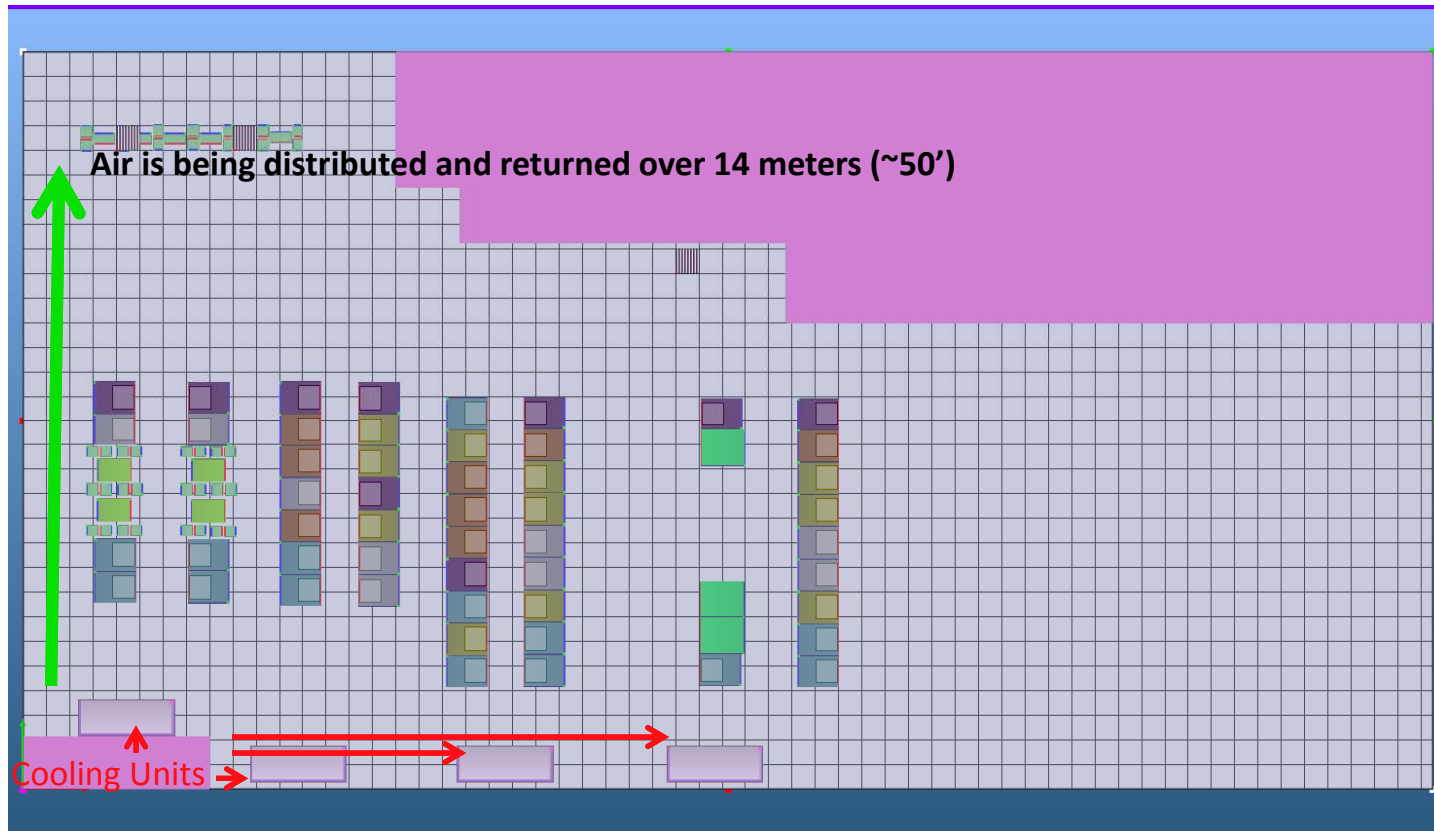 Air is being distributed and returned over 14 meters (~50’)
Cooling Units